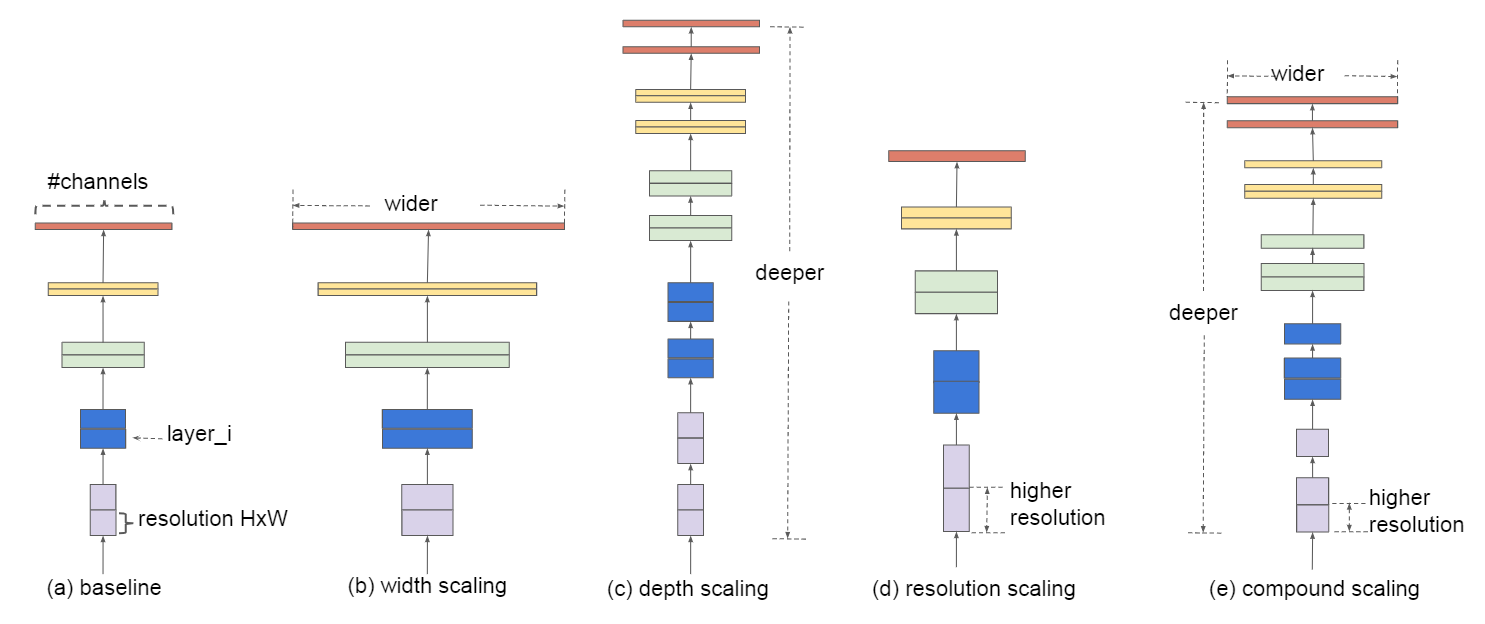 #channels
layer_i
resolution HxW
(a) baseline
wider
(b) width scaling
deeper
(c) depth scaling
higher
resolution
(d) resolution scaling
wider
deeper
higher
resolution
(e) compound scaling